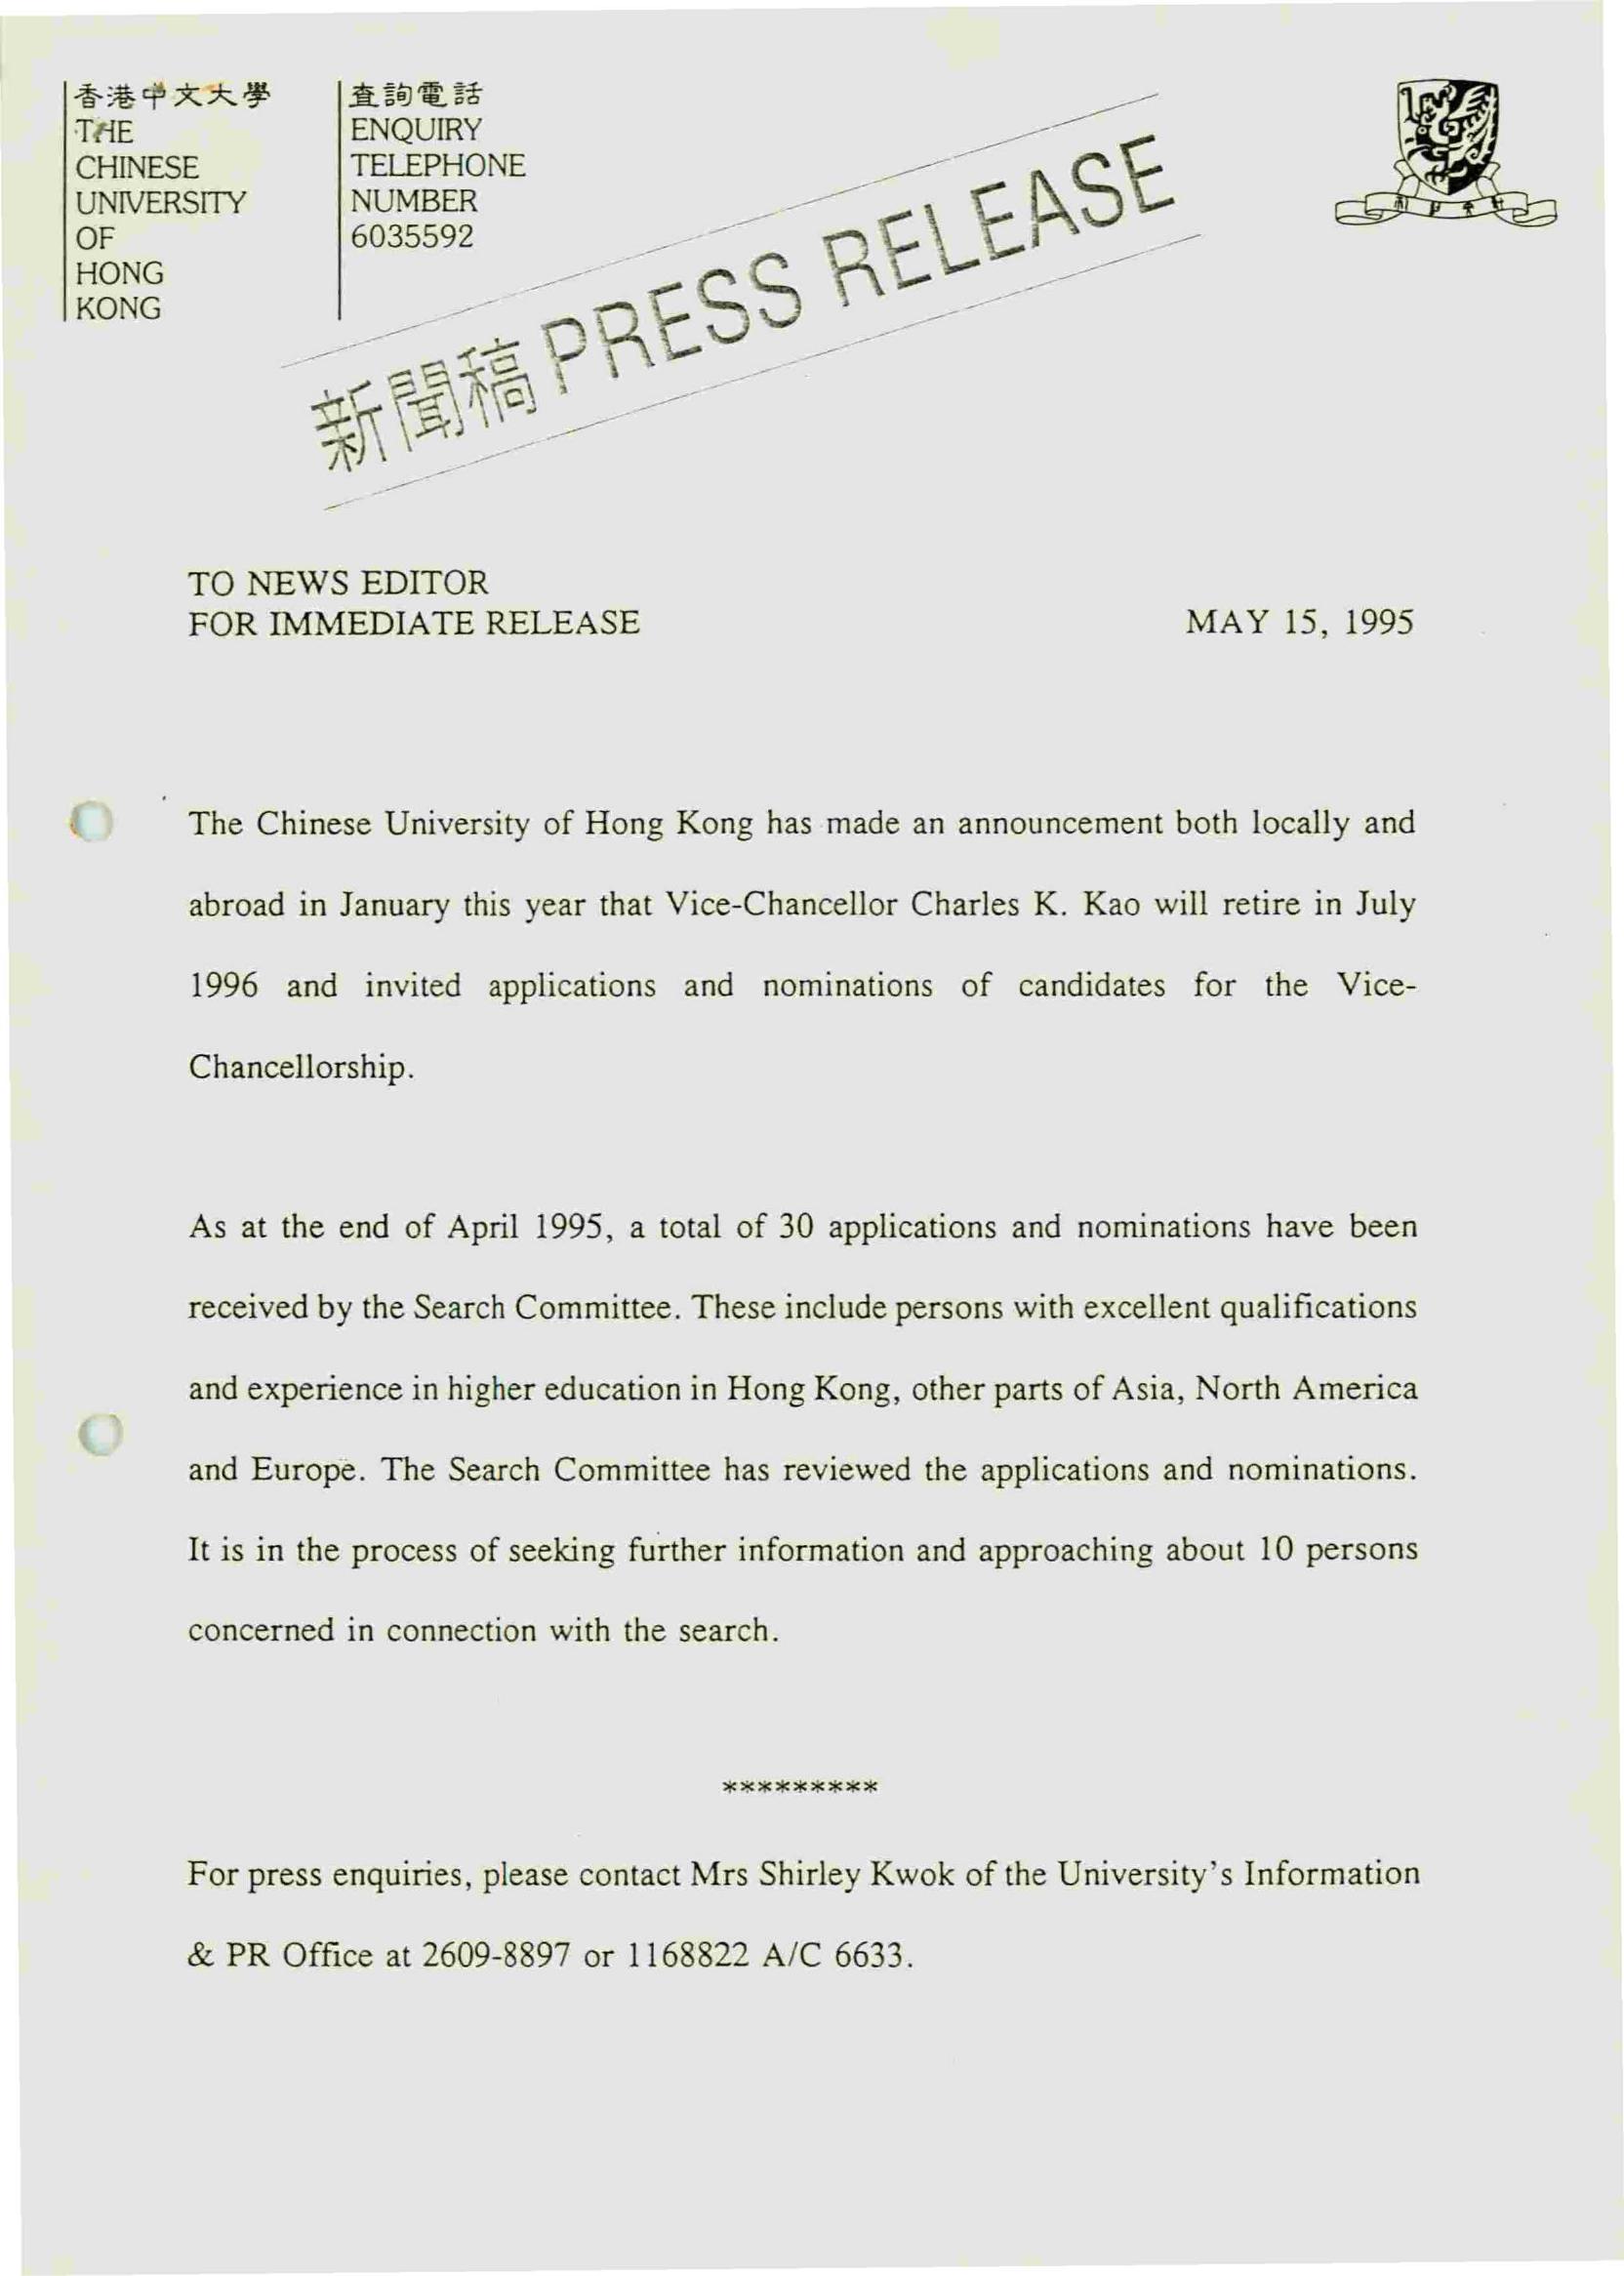 香港中文大學
THE
CHINESE
UNIVERSITY
OF
HONG
KONG
查詢電話
ENQUIRY
TELEPHONE
NUMBER
6035592
新聞稿 PRESS RELEASE
TO NEWS EDITOR
FOR IMMEDIATE RELEASE
MAY 15, 1995
The Chinese University of Hong Kong has made an announcement both locally and
abroad in January this year that Vice-Chancellor Charles K. Kao will retire in July
1996 and invited applications and nominations of candidates for the Vice-
Chancellorship.
As at the end of April 1995, a total of 30 applications and nominations have been
received by the Search Committee. These include persons with excellent qualifications
and experience in higher education in Hong Kong, other parts of Asia, North America
and Europe. The Search Committee has reviewed the applications and nominations.
It is in the process of seeking further information and approaching about 10 persons
concerned in connection with the search.
*********
For press enquiries, please contact Mrs Shirley Kwok of the University's Information
& PR Office at 2609-8897 or 1168822 A/C 6633.